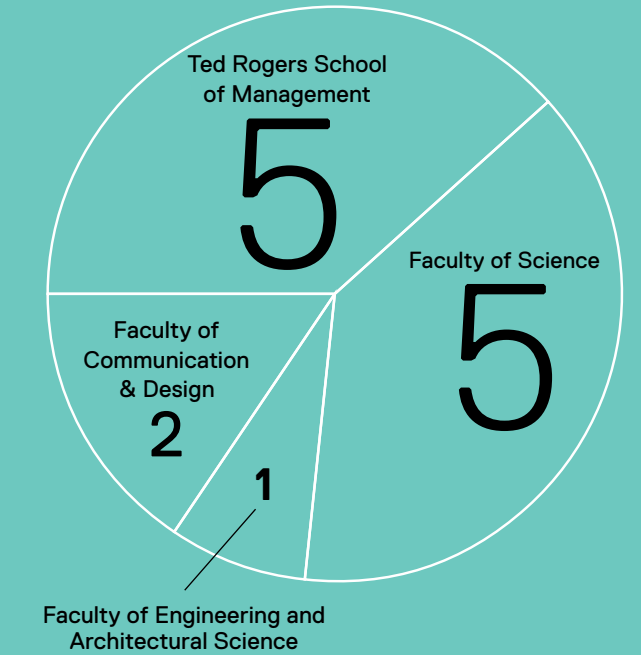 Ted Rogers School
of Management
5
Faculty of Science
5
Faculty of
Communication
& Design
2
1
Faculty of Engineering and
Architectural Science